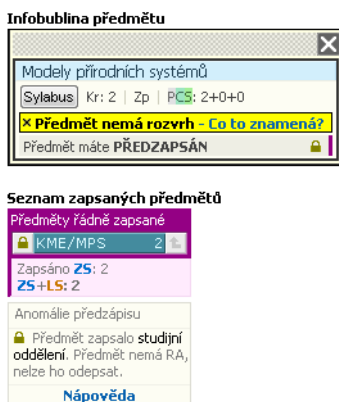 Infobublina předmětu
Modely přírodních systémů
Sylabus Kr: 2 | Zp | PCS: 2+0+0
× Předmět nemá rozvrh - Co to znamená?
Předmět máte PŘEDZAPSÁN
Seznam zapsaných předmětů
Předměty řádně zapsané
KME/MPS 2
Zapsáno ZS: 2
ZS+LS: 2
Anomálie předzápisu
Předmět zapsalo studijní
oddělení. Předmět nemá RA,
nelze ho odepsat.
Nápověda